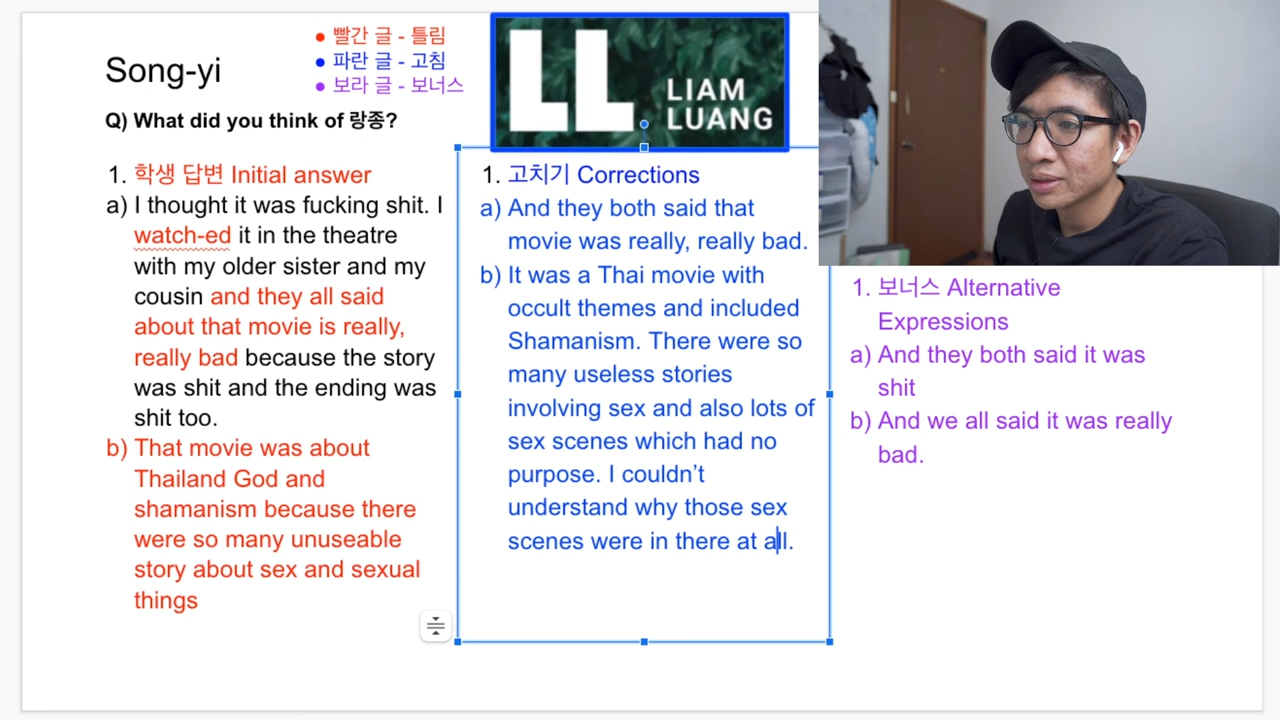 Song-yi
● 빨간 글 - 틀림
● 파란 글 - 고침
● 보라 글 - 보너스
LL LIAM
LUANG
Q) What did you think of 랑종?
1. 학생 답변 Initial answer
a) I thought it was fucking shit. I
watch-ed it in the theatre
with my older sister and my
cousin and they all said
about that movie is really,
really bad because the story
was shit and the ending was
shit too.
b) That movie was about
Thailand God and
shamanism because there
were so many unuseable
story about sex and sexual
things
1. 고치기 Corrections
a) And they both said that
movie was really, really bad.
b) It was a Thai movie with
occult themes and included
Shamanism. There were so
many useless stories
involving sex and also lots of
sex scenes which had no
purpose. I couldn't
understand why those sex
scenes were in there at all.
1. 보너스 Alternative
Expressions
a) And they both said it was
shit
b) And we all said it was really
bad.